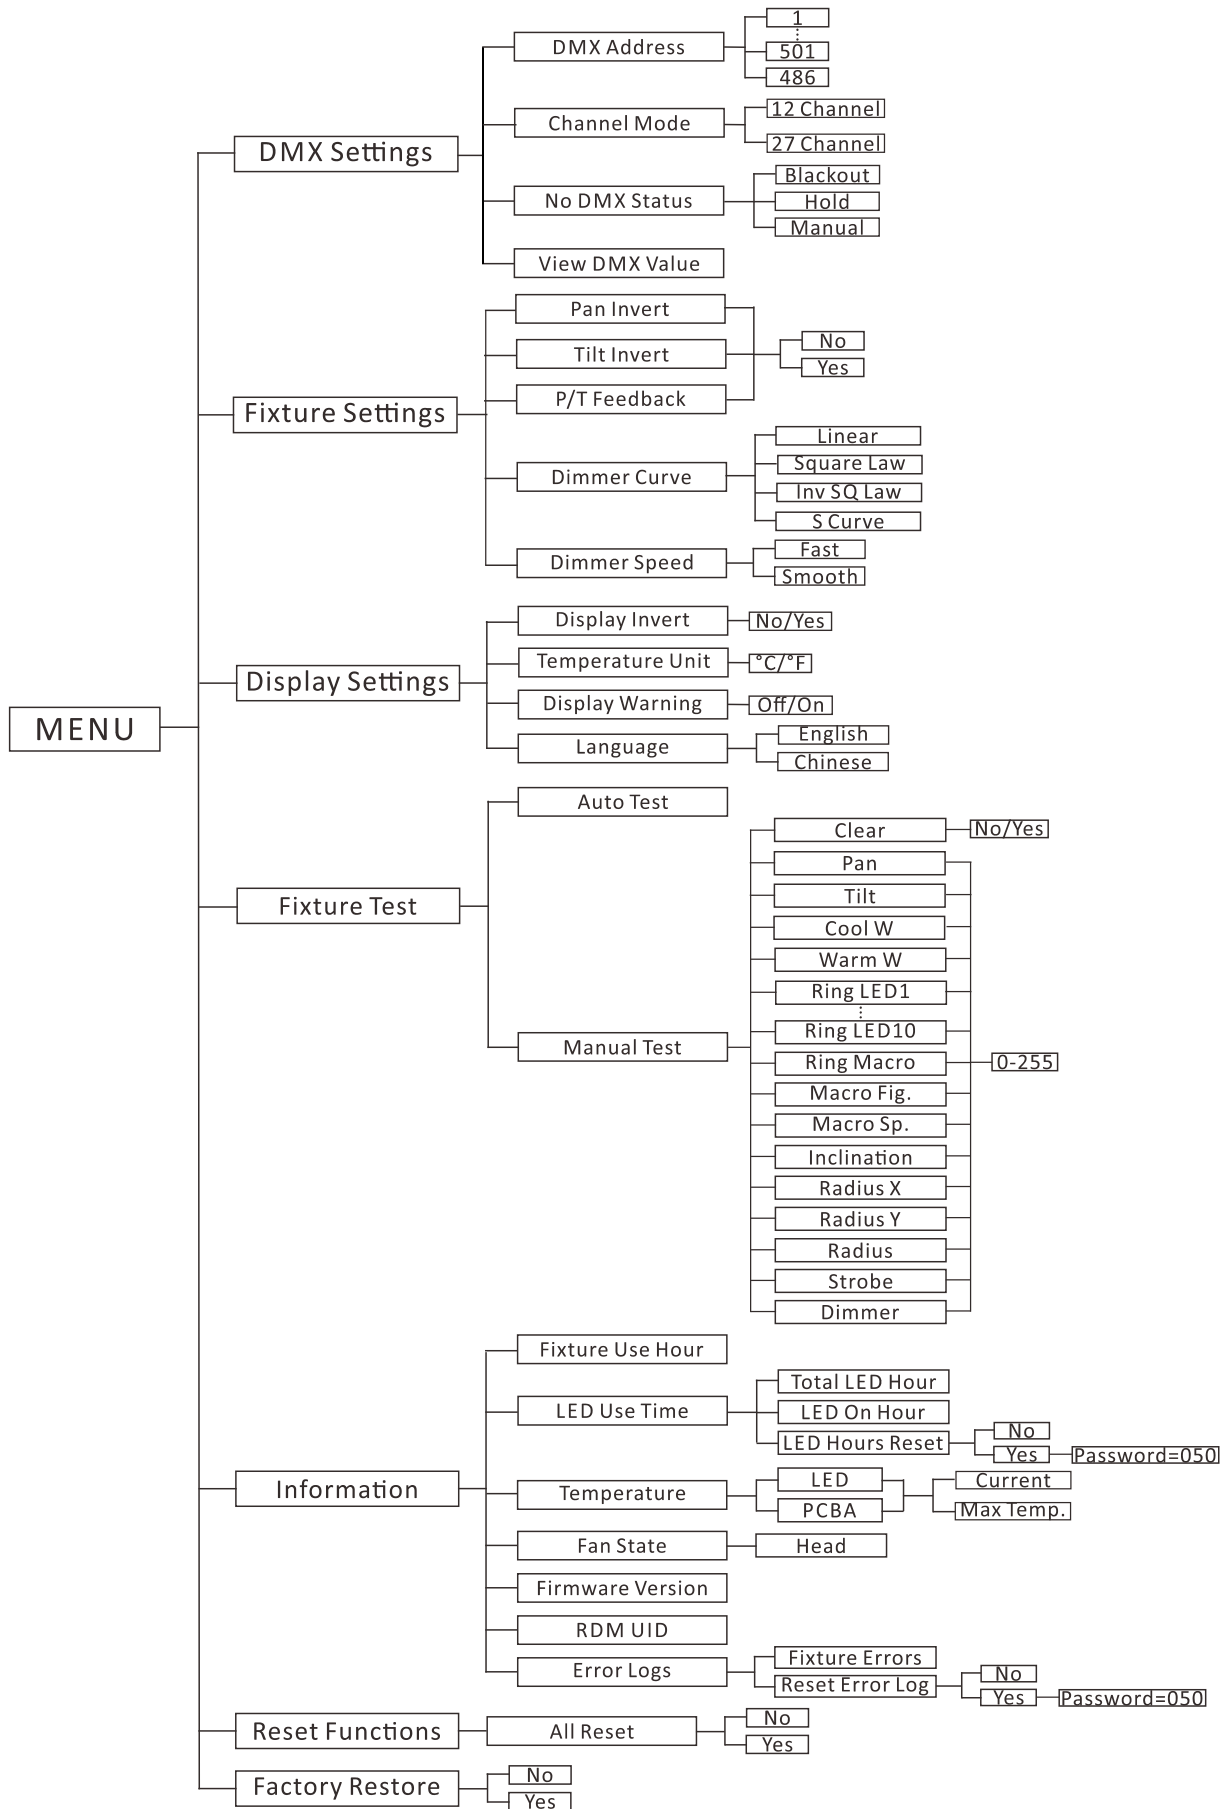 MENU
DMX Settings
DMX Address
1
501
486
Channel Mode
12 Channel
27 Channel
No DMX Status
Blackout
Hold
Manual
View DMX Value
Fixture Settings
Pan Invert
Tilt Invert
P/T Feedback
No
Yes
Dimmer Curve
Linear
Square Law
Inv SQ Law
S Curve
Dimmer Speed
Fast
Smooth
Display Settings
Display Invert
No/Yes
Temperature Unit
°C/°F
Display Warning
Off/On
Language
English
Chinese
Fixture Test
Auto Test
Manual Test
Clear
No/Yes
Pan
Tilt
Cool W
Warm W
Ring LED1
Ring LED10
Ring Macro
Macro Fig.
Macro Sp.
Inclination
Radius X
Radius Y
Radius
Strobe
Dimmer
0-255
Information
Fixture Use Hour
LED Use Time
Total LED Hour
LED On Hour
LED Hours Reset
No
Yes
Password=050
Temperature
LED
PCBA
Current
Max Temp.
Fan State
Head
Firmware Version
RDM UID
Error Logs
Fixture Errors
Reset Error Log
No
Yes
Password=050
Reset Functions
All Reset
No
Yes
Factory Restore
No
Yes